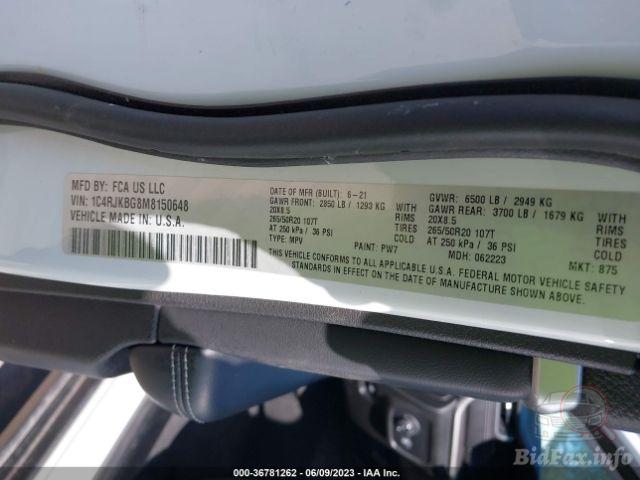 MFD BY: FCA US LLC
VIN: 1C4RJKBG8M8150648
VEHICLE MADE IN: U.S.A.
DATE OF MFR (BUILT): 6-21
GAWR FRONT: 2850 LB / 1293 KG WITH
20X8.5 RIMS
265/50R20 107T TIRES
AT 250 kPa / 36 PSI COLD
TYPE: MPV PAINT: PW7
GVWR: 6500 LB / 2949 KG
GAWR REAR: 3700 LB / 1679 KG WITH
20X8.5 RIMS
265/50R20 107T TIRES
AT 250 kPa / 36 PSI COLD
MDH: 062223 MKT: 875
THIS VEHICLE CONFORMS TO ALL APPLICABLE U.S.A. FEDERAL MOTOR VEHICLE SAFETY
STANDARDS IN EFFECT ON THE DATE OF MANUFACTURE SHOWN ABOVE.
000-36781262 - 06/09/2023 - IAA Inc.
BidFax.info